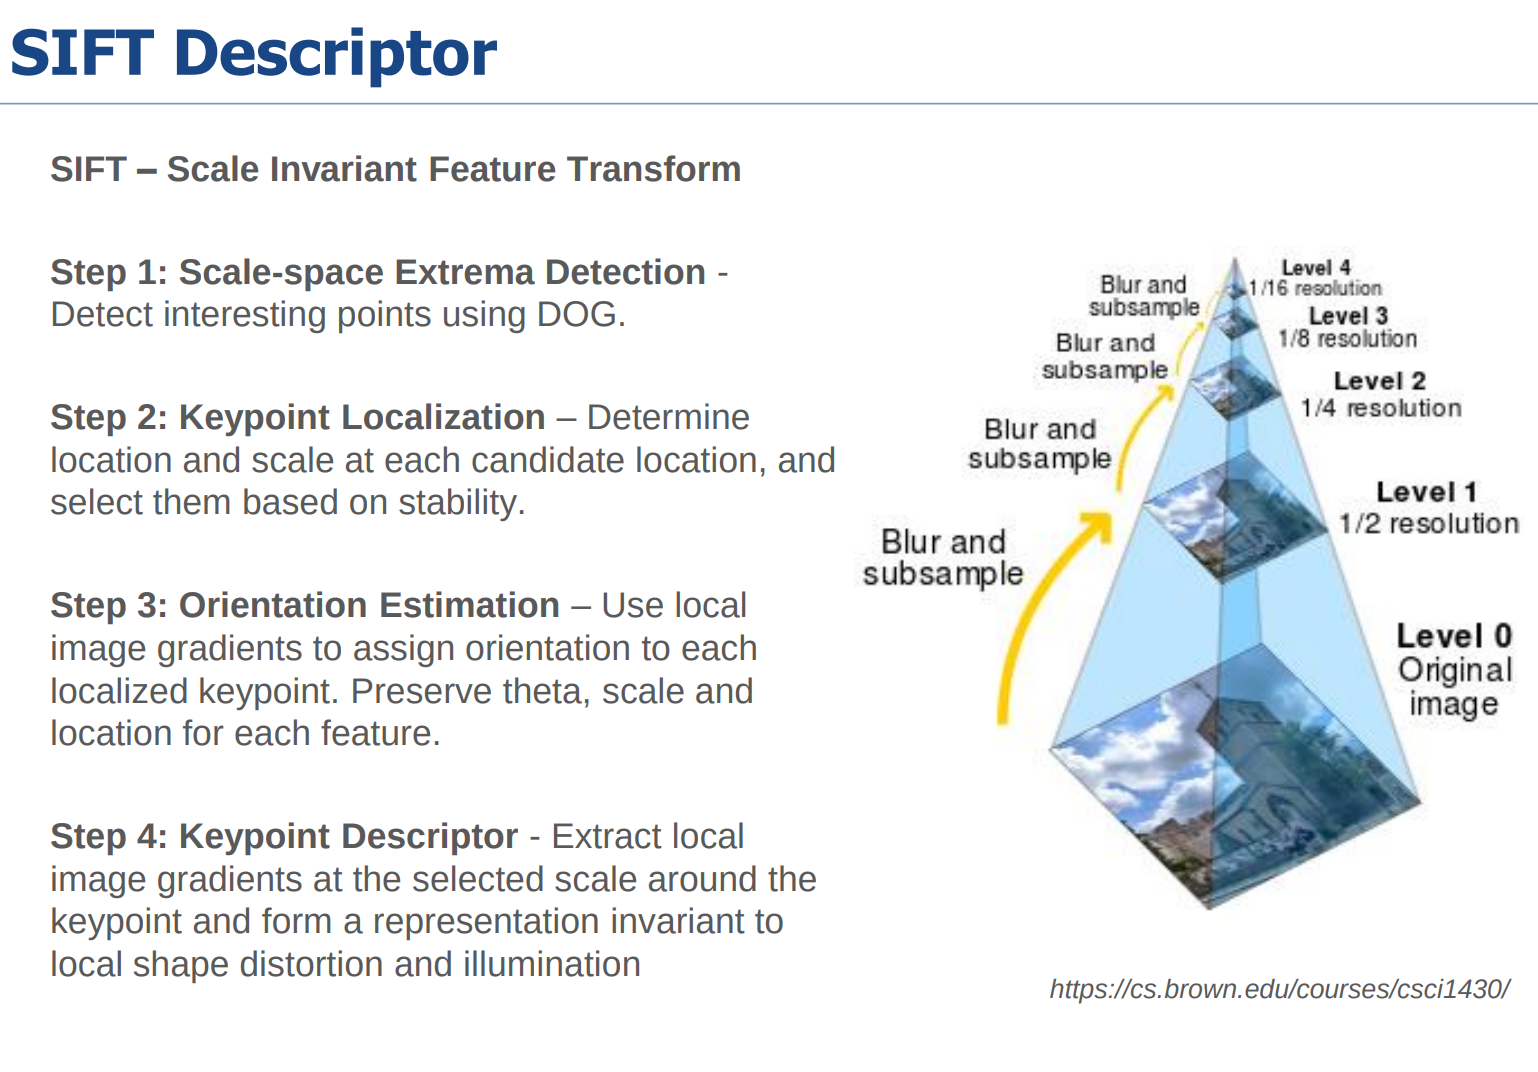 SIFT Descriptor
SIFT – Scale Invariant Feature Transform
Step 1: Scale-space Extrema Detection -
Detect interesting points using DOG.
Step 2: Keypoint Localization – Determine
location and scale at each candidate location, and
select them based on stability.
Step 3: Orientation Estimation – Use local
image gradients to assign orientation to each
localized keypoint. Preserve theta, scale and
location for each feature.
Step 4: Keypoint Descriptor - Extract local
image gradients at the selected scale around the
keypoint and form a representation invariant to
local shape distortion and illumination
Level 4
1/16 resolution
Blur and
subsample
Level 3
1/8 resolution
Blur and
subsample
Level 2
1/4 resolution
Blur and
subsample
Level 1
1/2 resolution
Blur and
subsample
Level 0
Original
image
https://cs.brown.edu/courses/csci1430/